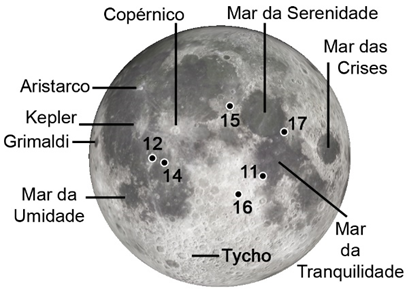 Copérnico
Mar da Serenidade
Mar das
Crises
Aristarco
Kepler
Grimaldi
15
17
12
14
11
16
Mar da
Umidade
Tycho
Mar
da
Tranquilidade